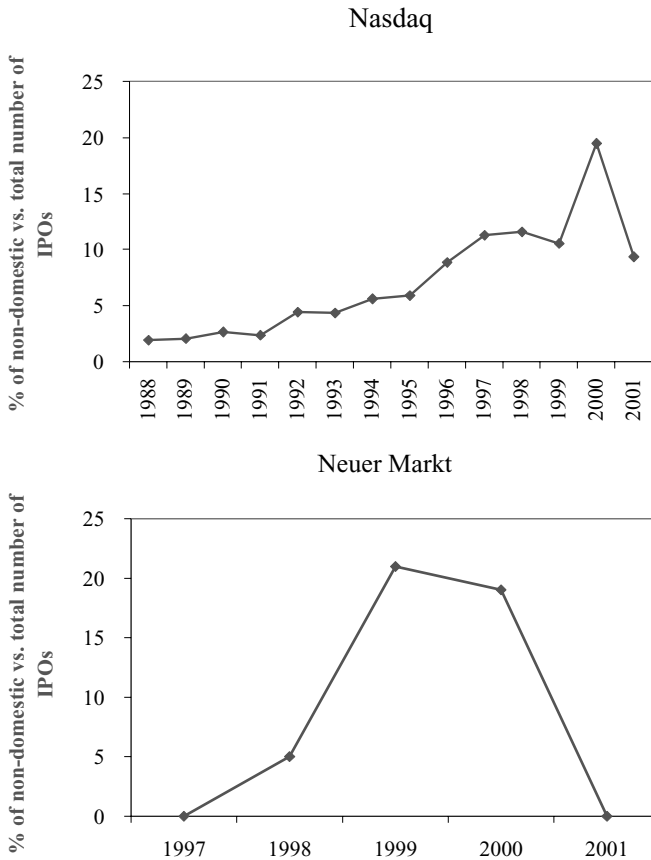 Nasdaq
% of non-domestic vs. total number of
IPOs
25
20
15
10
5
0
1988 1989 1990 1991 1992 1993 1994 1995 1996 1997 1998 1999 2000 2001
Neuer Markt
% of non-domestic vs. total number of
IPOs
25
20
15
10
5
0
1997 1998 1999 2000 2001